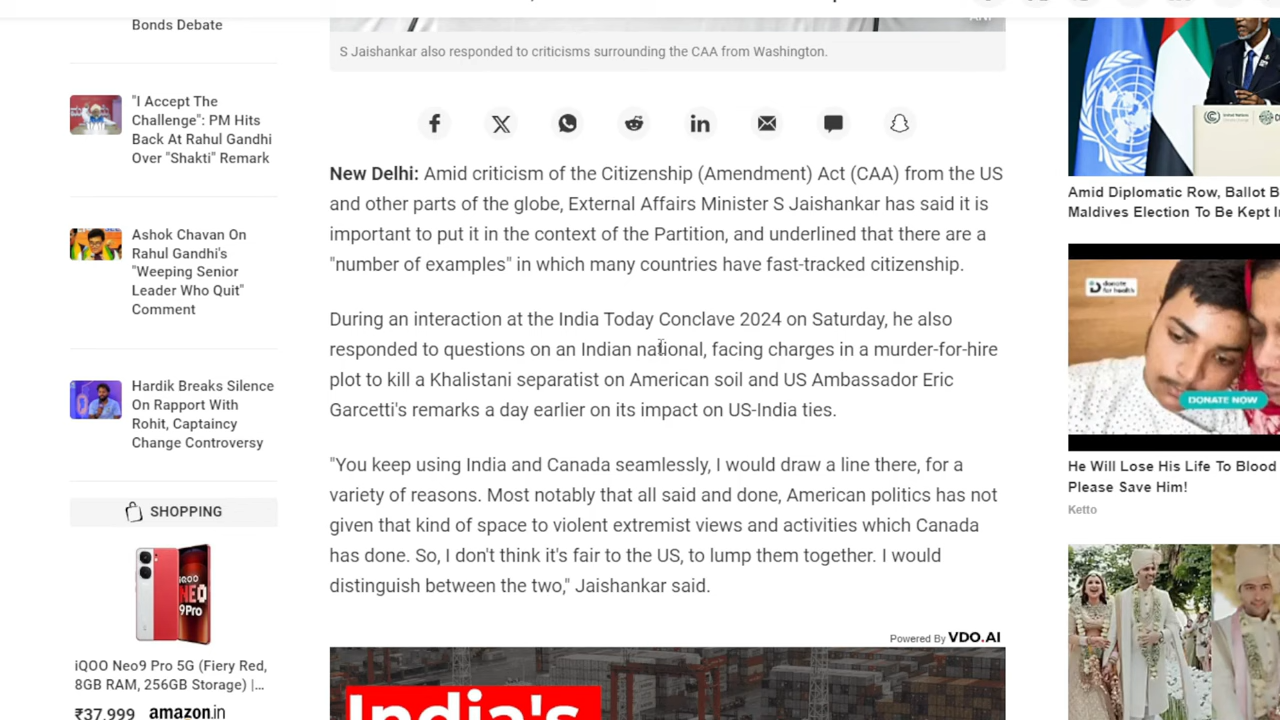 Bonds Debate
"I Accept The
Challenge": PM Hits
Back At Rahul Gandhi
Over "Shakti" Remark
Ashok Chavan On
Rahul Gandhi's
"Weeping Senior
Leader Who Quit"
Comment
Hardik Breaks Silence
On Rapport With
Rohit, Captaincy
Change Controversy
SHOPPING
iQOO
NEO
9Pro
iQOO Neo9 Pro 5G (Fiery Red,
8GB RAM, 256GB Storage) |...
₹37,999 amazon.in
S Jaishankar also responded to criticisms surrounding the CAA from Washington.
New Delhi: Amid criticism of the Citizenship (Amendment) Act (CAA) from the US
and other parts of the globe, External Affairs Minister S Jaishankar has said it is
important to put it in the context of the Partition, and underlined that there are a
"number of examples" in which many countries have fast-tracked citizenship.
During an interaction at the India Today Conclave 2024 on Saturday, he also
responded to questions on an Indian national, facing charges in a murder-for-hire
plot to kill a Khalistani separatist on American soil and US Ambassador Eric
Garcetti's remarks a day earlier on its impact on US-India ties.
"You keep using India and Canada seamlessly, I would draw a line there, for a
variety of reasons. Most notably that all said and done, American politics has not
given that kind of space to violent extremist views and activities which Canada
has done. So, I don't think it's fair to the US, to lump them together. I would
distinguish between the two," Jaishankar said.
Powered By VDO.AI
India's
Amid Diplomatic Row, Ballot B
Maldives Election To Be Kept I
donate
for health
DONATE NOW
He Will Lose His Life To Blood
Please Save Him!
Ketto